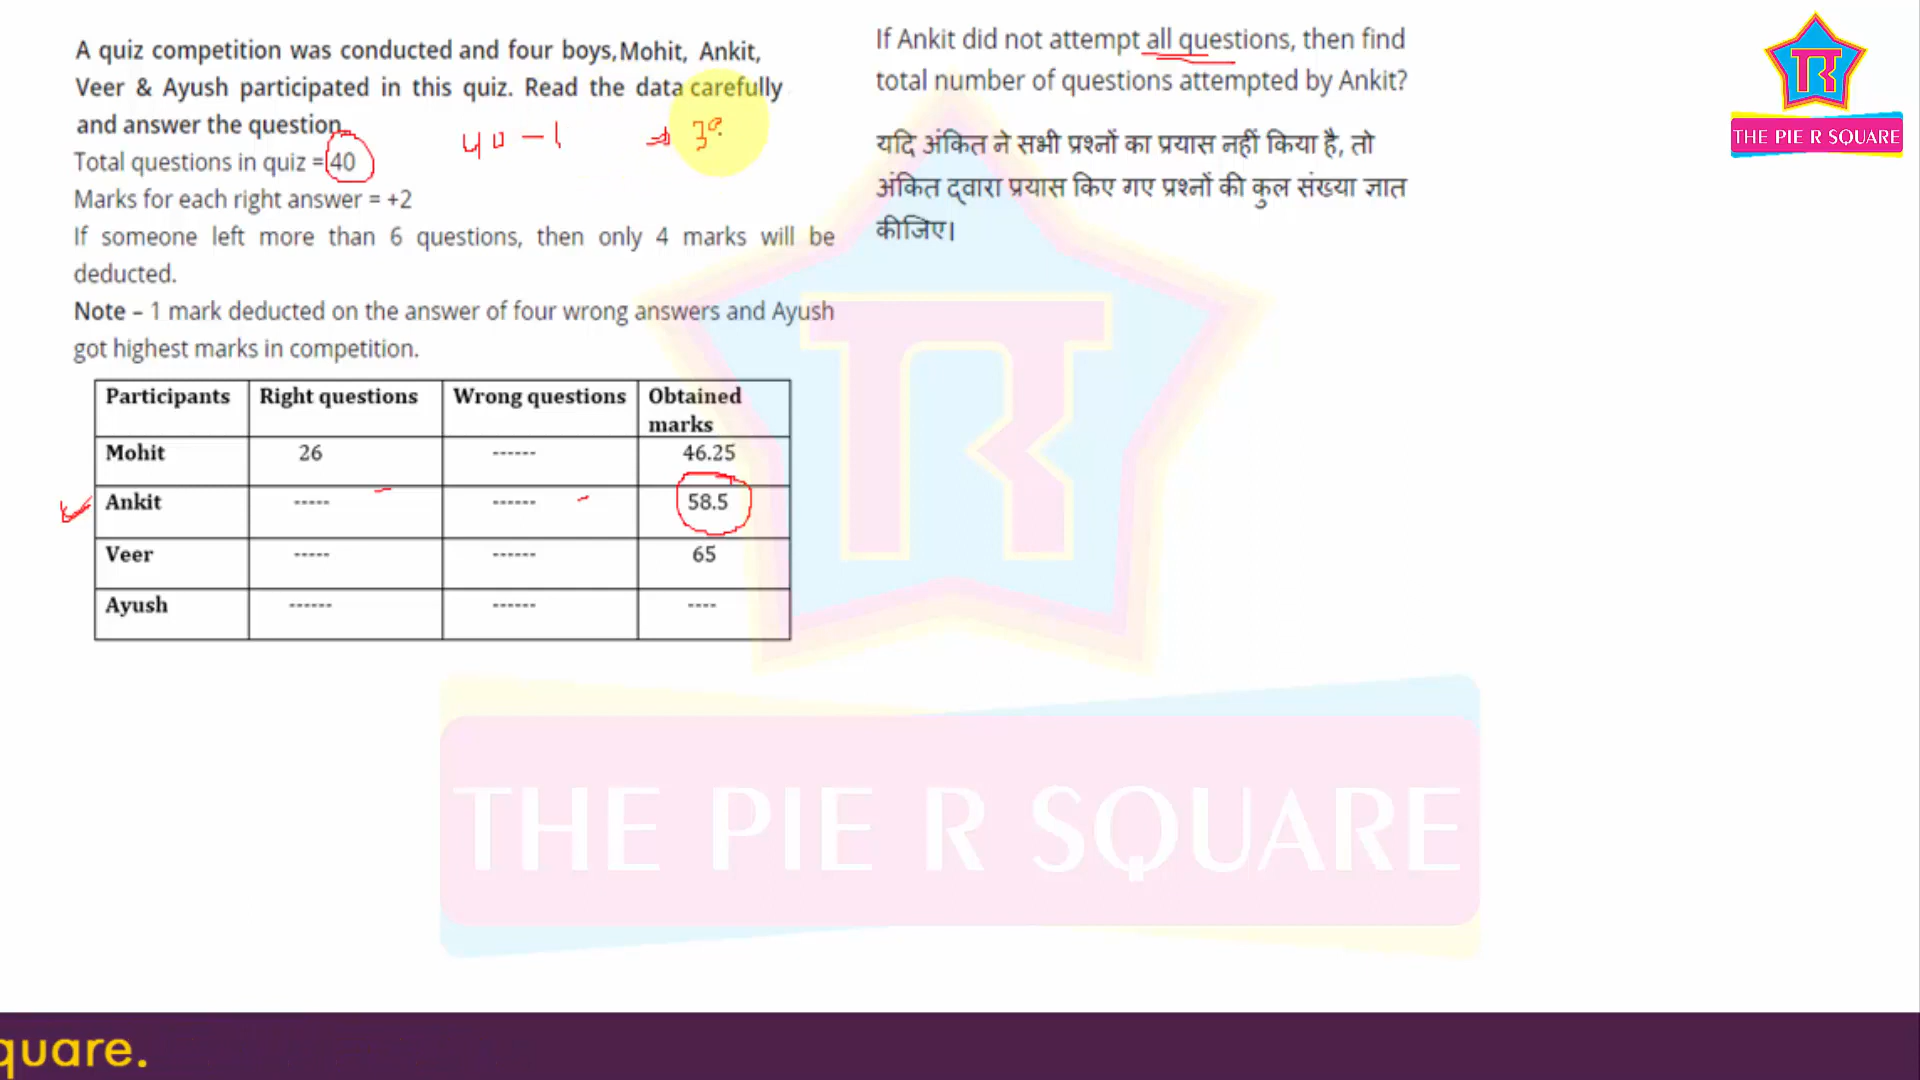 A quiz competition was conducted and four boys,Mohit, Ankit,
Veer & Ayush participated in this quiz. Read the data carefully
and answer the question.
40 - 1 ⇒ 39
Total questions in quiz = 40
Marks for each right answer = +2
If someone left more than 6 questions, then only 4 marks will be
deducted.
Note – 1 mark deducted on the answer of four wrong answers and Ayush
got highest marks in competition.
Participants Right questions Wrong questions Obtained
marks
Mohit 26 ------ 46.25
Ankit ----- ------ 58.5
Veer ----- ------ 65
Ayush ------ ------ ----
If Ankit did not attempt all questions, then find
total number of questions attempted by Ankit?
यदि अंकित ने सभी प्रश्नों का प्रयास नहीं किया है, तो
अंकित द्वारा प्रयास किए गए प्रश्नों की कुल संख्या ज्ञात
कीजिए।
THE PIE R SQUARE
THE PIE R SQUARE
quare.